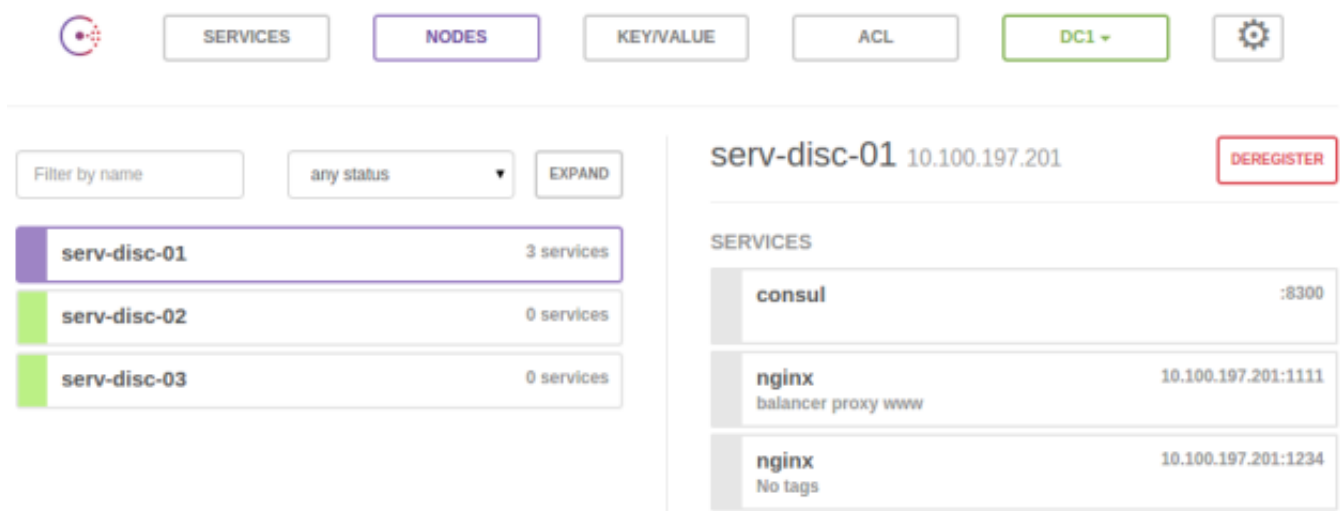 SERVICES NODES KEY/VALUE ACL DC1
Filter by name any status EXPAND
serv-disc-01 3 services
serv-disc-02 0 services
serv-disc-03 0 services
serv-disc-01 10.100.197.201 DEREGISTER
SERVICES
consul :8300
nginx 10.100.197.201:1111
balancer proxy www
nginx 10.100.197.201:1234
No tags